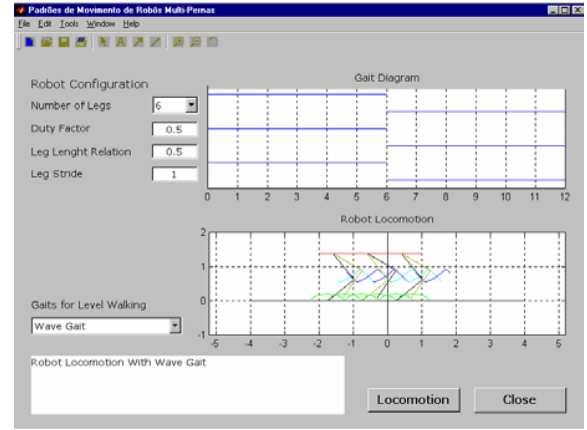 Padrões de Movimento de Robôs Multi-Pernas
File Edit Tools Window Help
Robot Configuration
Number of Legs 6
Duty Factor 0.5
Leg Lenght Relation 0.5
Leg Stride 1
Gait Diagram
0 1 2 3 4 5 6 7 8 9 10 11 12
Robot Locomotion
2
1
0
-1
-5 -4 -3 -2 -1 0 1 2 3 4 5
Gaits for Level Walking
Wave Gait
Robot Locomotion With Wave Gait
Locomotion Close